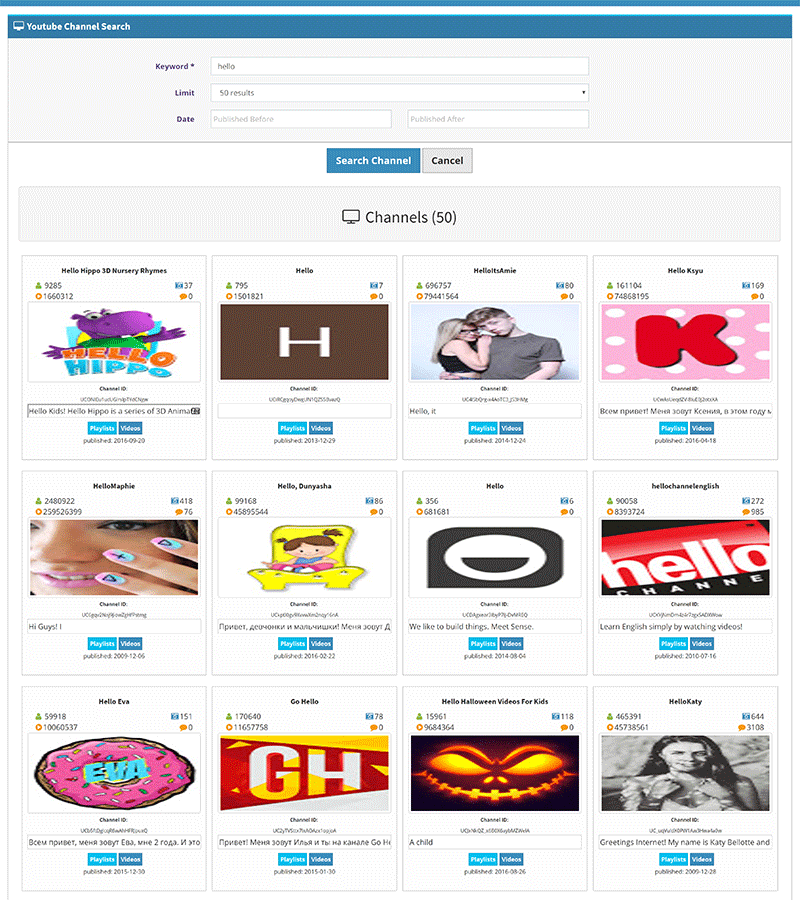 Youtube Channel Search
Keyword * hello
Limit 50 results
Date Published Before Published After
Search Channel Cancel
Channels (50)
Hello Hippo 3D Nursery Rhymes
9285 37
1660312 0
HELLO
HIPPO
Channel ID:
Hello Kids! Hello Hippo is a series of 3D Anima
Playlists Videos
published: 2016-09-20
Hello
795 7
1501821 0
H
Channel ID:
Playlists Videos
published: 2013-12-29
HelloItsAmie
696757 80
79441564 0
Channel ID:
Hello, it
Playlists Videos
published: 2014-12-24
Hello Ksyu
161104 169
74868195 0
K
Channel ID:
Всем привет! Меня зовут Ксения, в этом году м
Playlists Videos
published: 2016-04-18
HelloMaphie
2480922 418
259526399 76
Channel ID:
Hi Guys! I
Playlists Videos
published: 2009-12-06
Hello, Dunyasha
99168 86
45895544 0
Channel ID:
Привет, девчонки и мальчишки! Меня зовут Д
Playlists Videos
published: 2016-02-22
Hello
356 6
681681 0
Channel ID:
We like to build things. Meet Sense.
Playlists Videos
published: 2014-08-04
hellochannelenglish
90058 272
8393724 985
hello
CHANNEL
Channel ID:
Learn English simply by watching videos!
Playlists Videos
published: 2010-07-16
Hello Eva
59918 151
10060537 0
EVA
Channel ID:
Всем привет, меня зовут Ева, мне 2 года. И это
Playlists Videos
published: 2015-12-30
Go Hello
170640 78
11657758 0
GH
Channel ID:
Привет! Меня зовут Илья и ты на канале Go He
Playlists Videos
published: 2015-01-30
Hello Halloween Videos For Kids
15961 118
9684364 0
Channel ID:
A child
Playlists Videos
published: 2016-08-26
HelloKaty
465391 644
45738561 3108
Channel ID:
Greetings Internet! My name is Katy Bellotte and
Playlists Videos
published: 2009-12-28